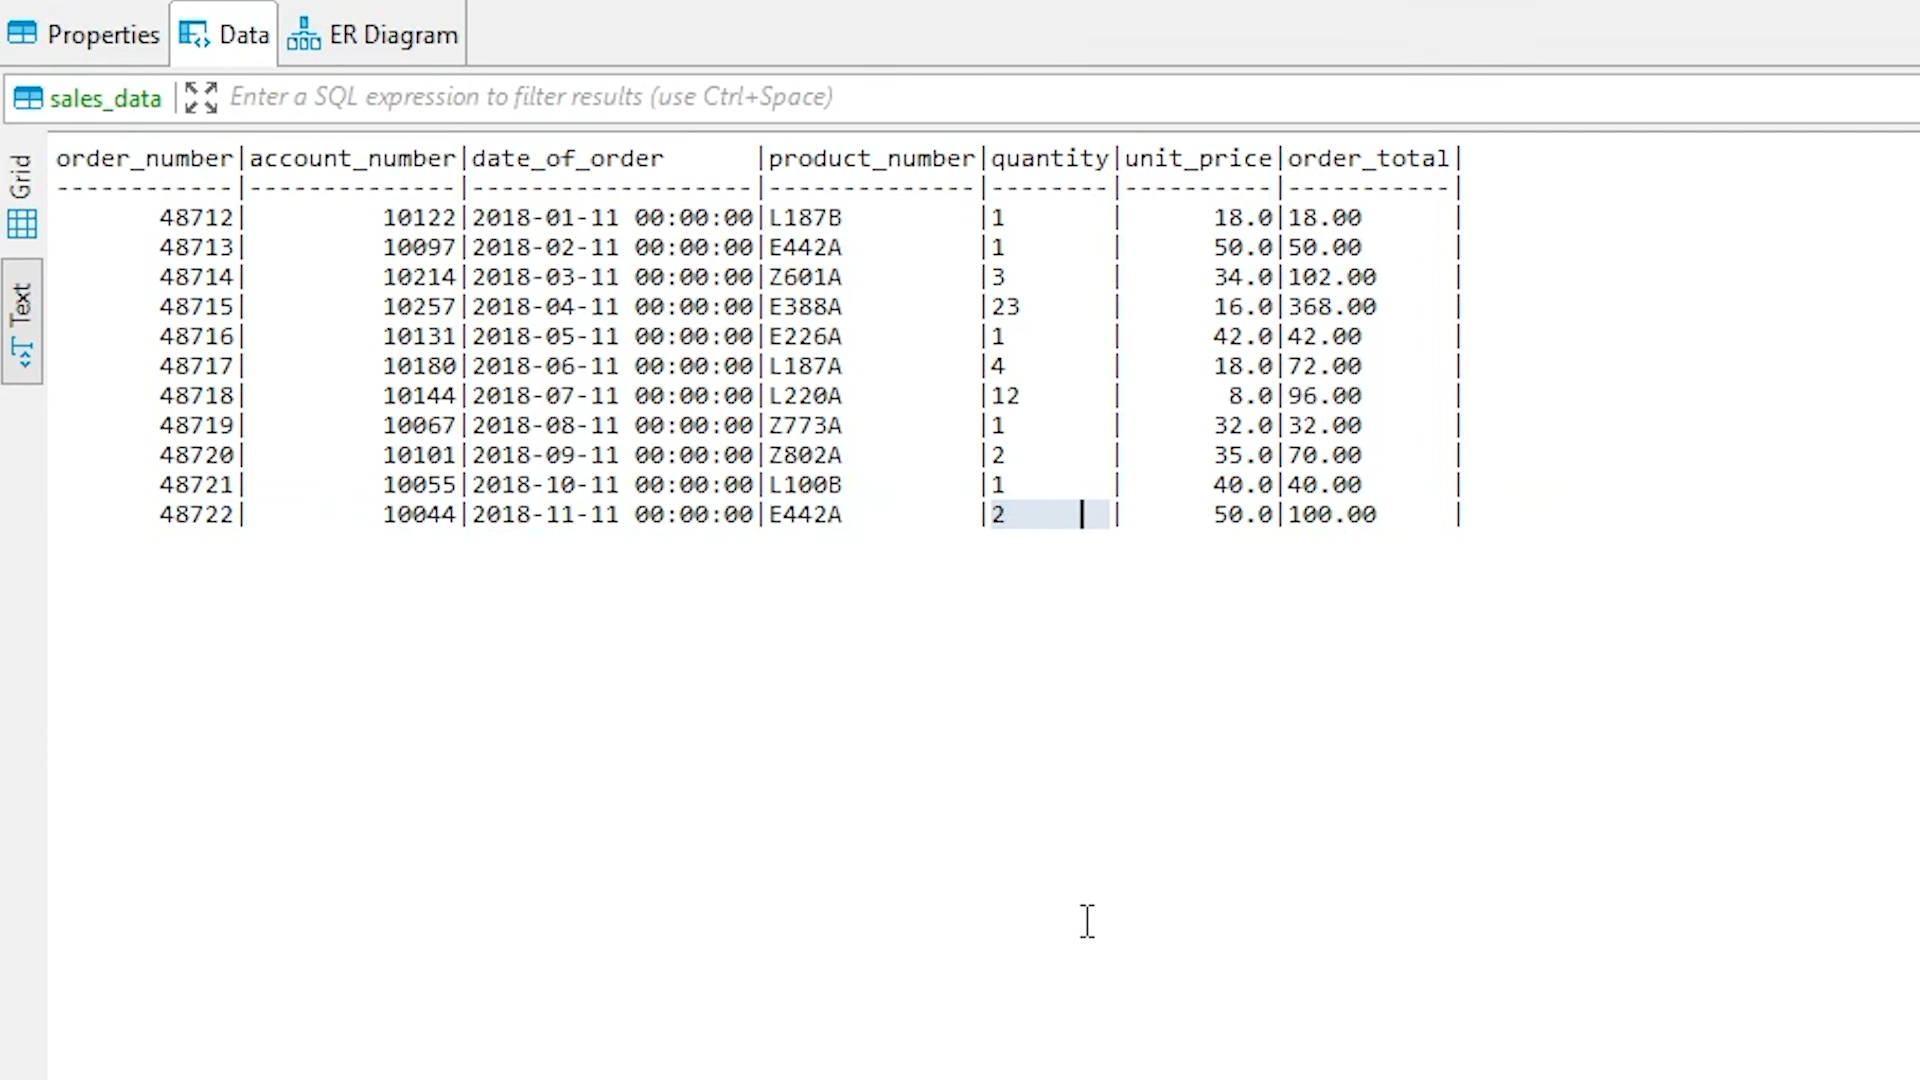 Properties Data ER Diagram
sales_data Enter a SQL expression to filter results (use Ctrl+Space)
Grid
Text
order_number|account_number|date_of_order      |product_number|quantity|unit_price|order_total|
------------|--------------|-------------------|--------------|--------|----------|-----------|
       48712|         10122|2018-01-11 00:00:00|L187B         |1       |      18.0|18.00      |
       48713|         10097|2018-02-11 00:00:00|E442A         |1       |      50.0|50.00      |
       48714|         10214|2018-03-11 00:00:00|Z601A         |3       |      34.0|102.00     |
       48715|         10257|2018-04-11 00:00:00|E388A         |23      |      16.0|368.00     |
       48716|         10131|2018-05-11 00:00:00|E226A         |1       |      42.0|42.00      |
       48717|         10180|2018-06-11 00:00:00|L187A         |4       |      18.0|72.00      |
       48718|         10144|2018-07-11 00:00:00|L220A         |12      |       8.0|96.00      |
       48719|         10067|2018-08-11 00:00:00|Z773A         |1       |      32.0|32.00      |
       48720|         10101|2018-09-11 00:00:00|Z802A         |2       |      35.0|70.00      |
       48721|         10055|2018-10-11 00:00:00|L100B         |1       |      40.0|40.00      |
       48722|         10044|2018-11-11 00:00:00|E442A         |2       |      50.0|100.00     |